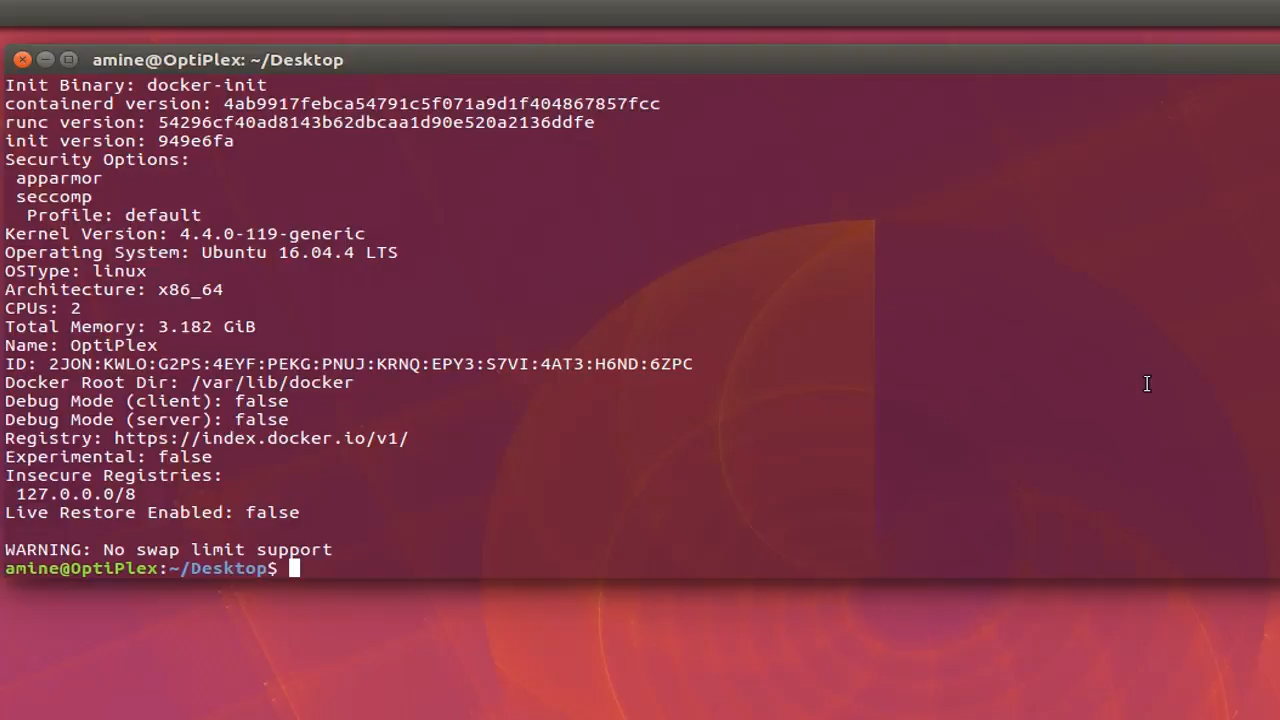 amine@OptiPlex: ~/Desktop
Init Binary: docker-init
containerd version: 4ab9917febca54791c5f071a9d1f404867857fcc
runc version: 54296cf40ad8143b62dbcaa1d90e520a2136ddfe
init version: 949e6fa
Security Options:
 apparmor
 seccomp
  Profile: default
Kernel Version: 4.4.0-119-generic
Operating System: Ubuntu 16.04.4 LTS
OSType: linux
Architecture: x86_64
CPUs: 2
Total Memory: 3.182 GiB
Name: OptiPlex
ID: 2JON:KWLO:G2PS:4EYF:PEKG:PNUJ:KRNQ:EPY3:S7VI:4AT3:H6ND:6ZPC
Docker Root Dir: /var/lib/docker
Debug Mode (client): false
Debug Mode (server): false
Registry: https://index.docker.io/v1/
Experimental: false
Insecure Registries:
 127.0.0.0/8
Live Restore Enabled: false
WARNING: No swap limit support
amine@OptiPlex:~/Desktop$